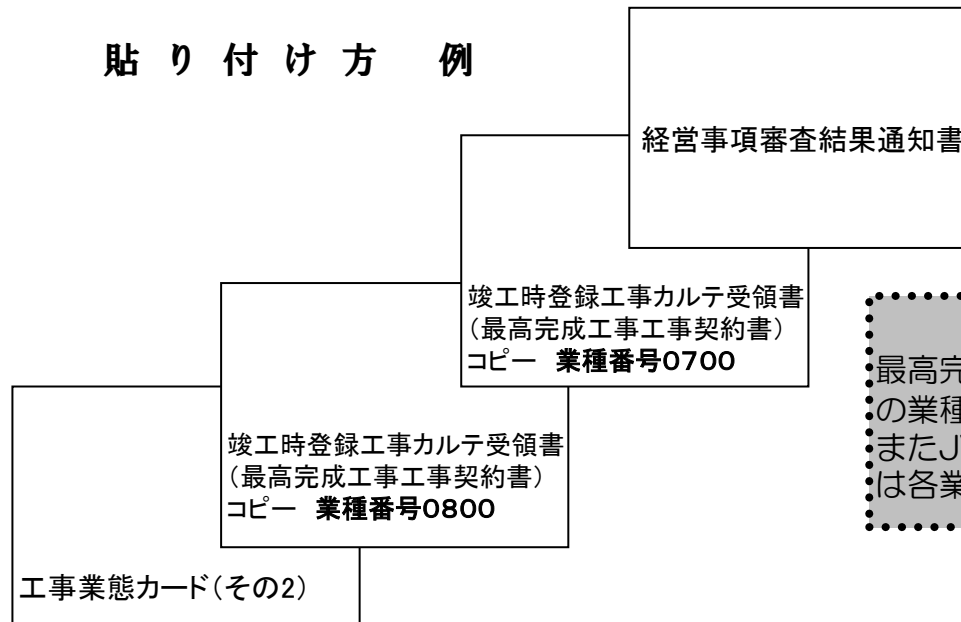 貼り付け方　例
経営事項審査結果通知書
竣工時登録工事カルテ受領書
（最高完成工事工事契約書）
コピー　業種番号0700
最高完
の業種
またJ
は各業
竣工時登録工事カルテ受領書
（最高完成工事工事契約書）
コピー　業種番号0800
工事業態カード（その2）